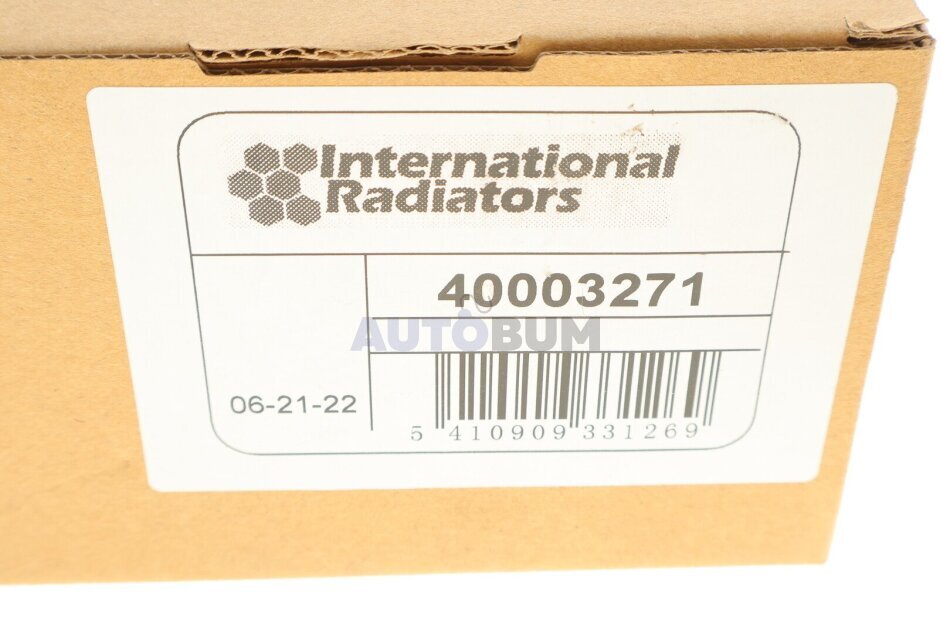 International
Radiators
40003271
AUTOBUM
06-21-22
5 410909 331269